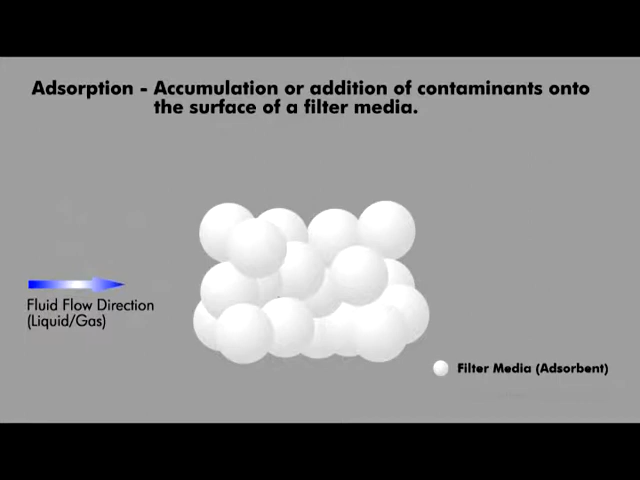 Adsorption - Accumulation or addition of contaminants onto
the surface of a filter media.
Fluid Flow Direction
(Liquid/Gas)
Filter Media (Adsorbent)